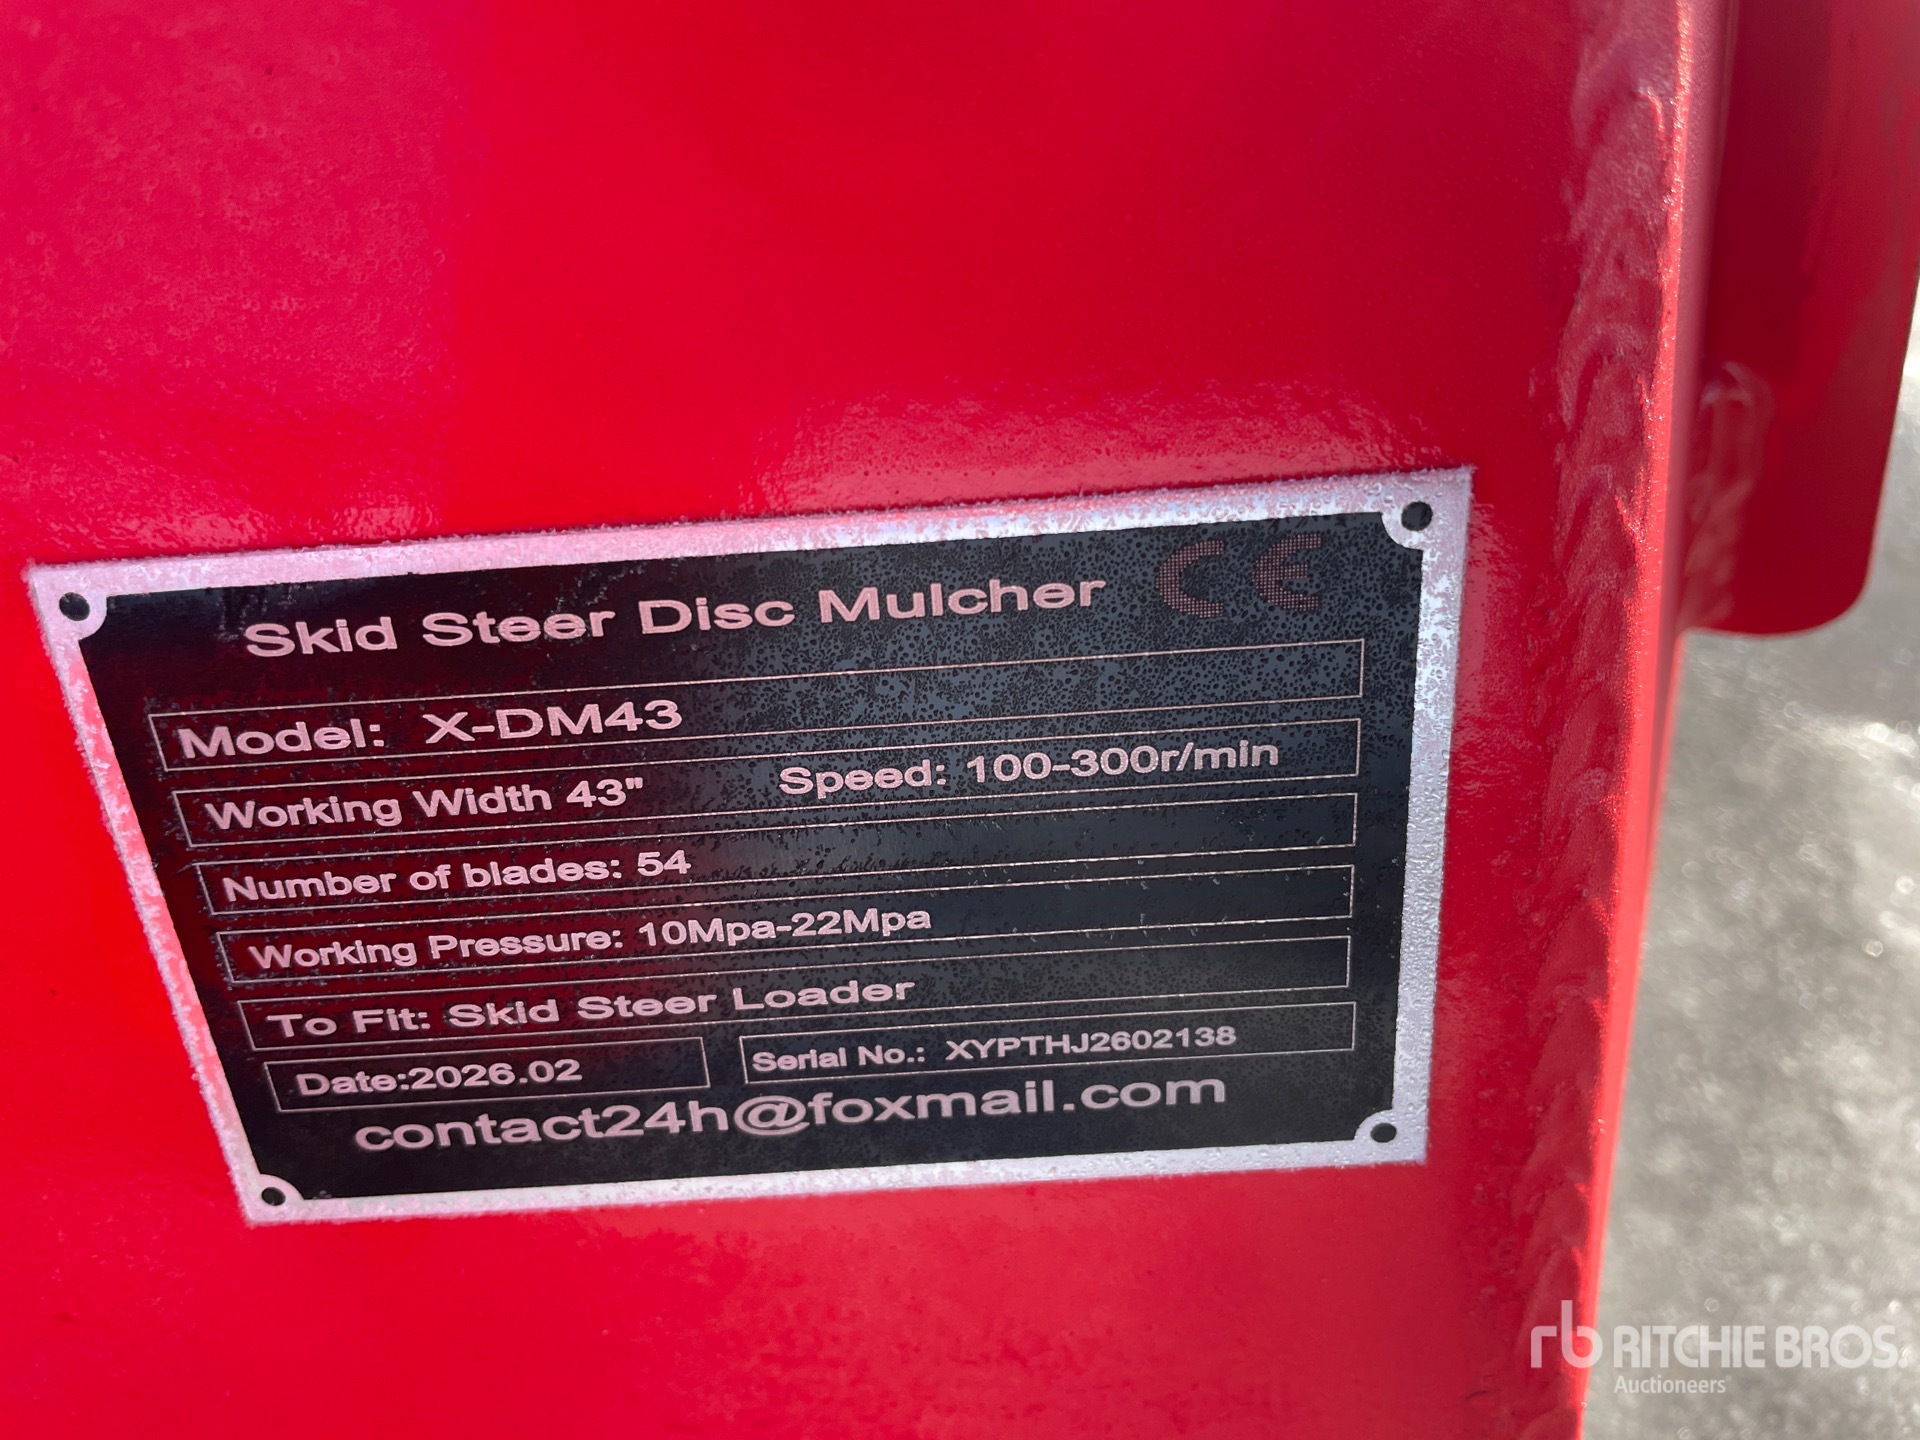 Skid Steer Disc Mulcher CE
Model: X-DM43
Working Width 43" Speed: 100-300r/min
Number of blades: 54
Working Pressure: 10Mpa-22Mpa
To Fit: Skid Steer Loader
Date:2026.02 Serial No.: XYPTHJ2602138
contact24h@foxmail.com
rb RITCHIE BROS.
Auctioneers